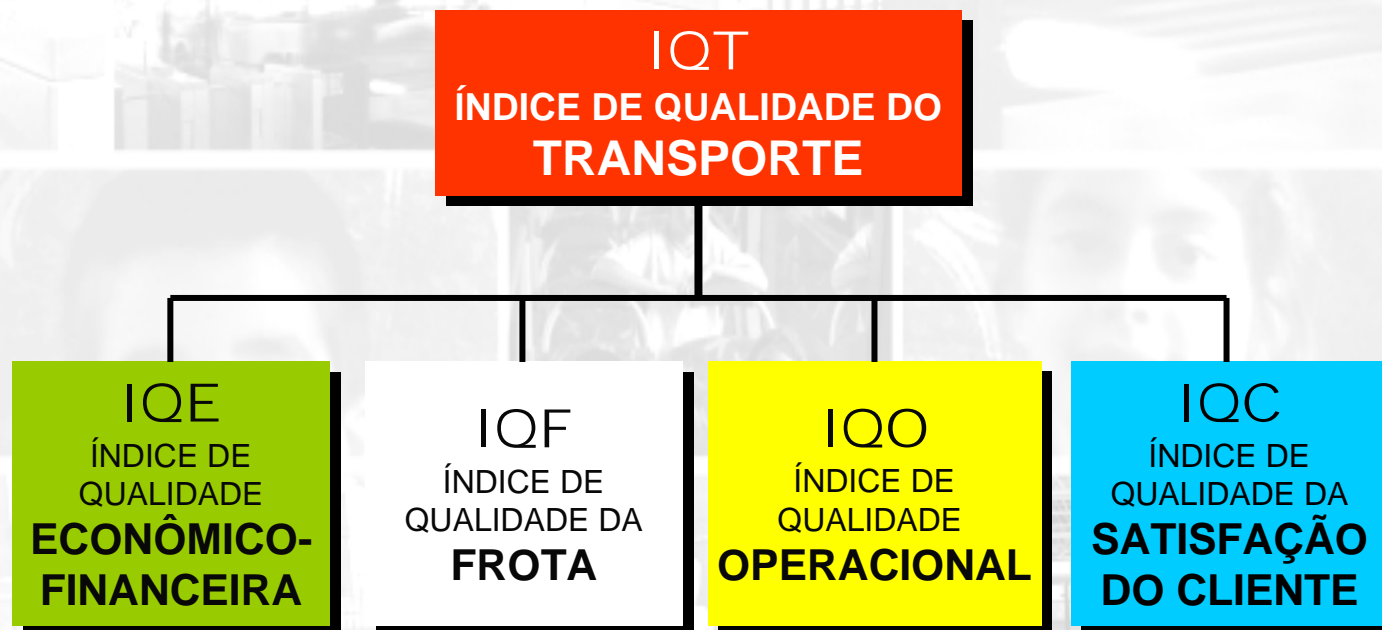 IQT
ÍNDICE DE QUALIDADE DO
TRANSPORTE
IQE
ÍNDICE DE
QUALIDADE
ECONÔMICO-
FINANCEIRA
IQF
ÍNDICE DE
QUALIDADE DA
FROTA
IQO
ÍNDICE DE
QUALIDADE
OPERACIONAL
IQC
ÍNDICE DE
QUALIDADE DA
SATISFAÇÃO
DO CLIENTE